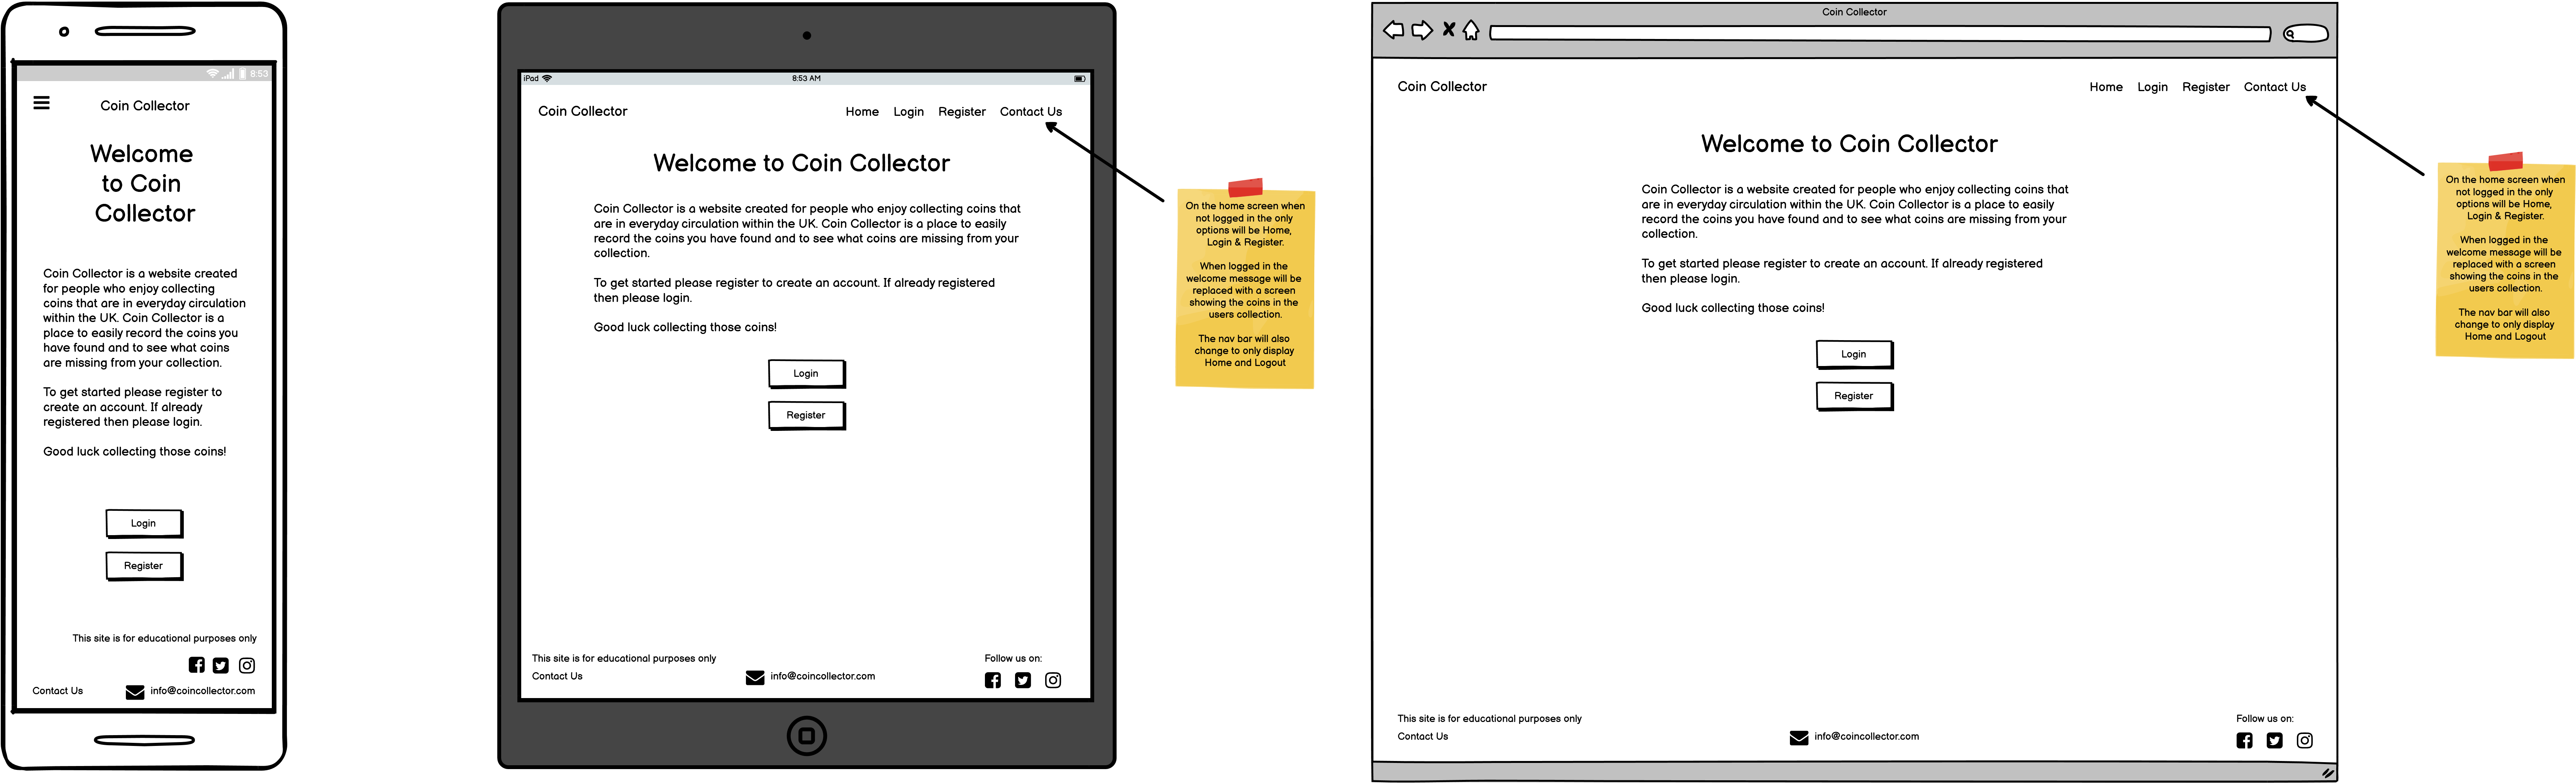 8:53
Coin Collector
Welcome
to Coin
Collector
Coin Collector is a website created
for people who enjoy collecting
coins that are in everyday circulation
within the UK. Coin Collector is a
place to easily record the coins you
have found and to see what coins
are missing from your collection.
To get started please register to
create an account. If already
registered then please login.
Good luck collecting those coins!
Login
Register
This site is for educational purposes only
Contact Us
info@coincollector.com
iPad
8:53 AM
Coin Collector
Home Login Register Contact Us
Welcome to Coin Collector
Coin Collector is a website created for people who enjoy collecting coins that
are in everyday circulation within the UK. Coin Collector is a place to easily
record the coins you have found and to see what coins are missing from your
collection.
To get started please register to create an account. If already registered
then please login.
Good luck collecting those coins!
Login
Register
This site is for educational purposes only
Contact Us
info@coincollector.com
Follow us on:
On the home screen when
not logged in the only
options will be Home,
Login & Register.
When logged in the
welcome message will be
replaced with a screen
showing the coins in the
users collection.
The nav bar will also
change to only display
Home and Logout
Coin Collector
Coin Collector
Home Login Register Contact Us
Welcome to Coin Collector
Coin Collector is a website created for people who enjoy collecting coins that
are in everyday circulation within the UK. Coin Collector is a place to easily
record the coins you have found and to see what coins are missing from your
collection.
To get started please register to create an account. If already registered
then please login.
Good luck collecting those coins!
Login
Register
This site is for educational purposes only
Contact Us
info@coincollector.com
Follow us on:
On the home screen when
not logged in the only
options will be Home,
Login & Register.
When logged in the
welcome message will be
replaced with a screen
showing the coins in the
users collection.
The nav bar will also
change to only display
Home and Logout